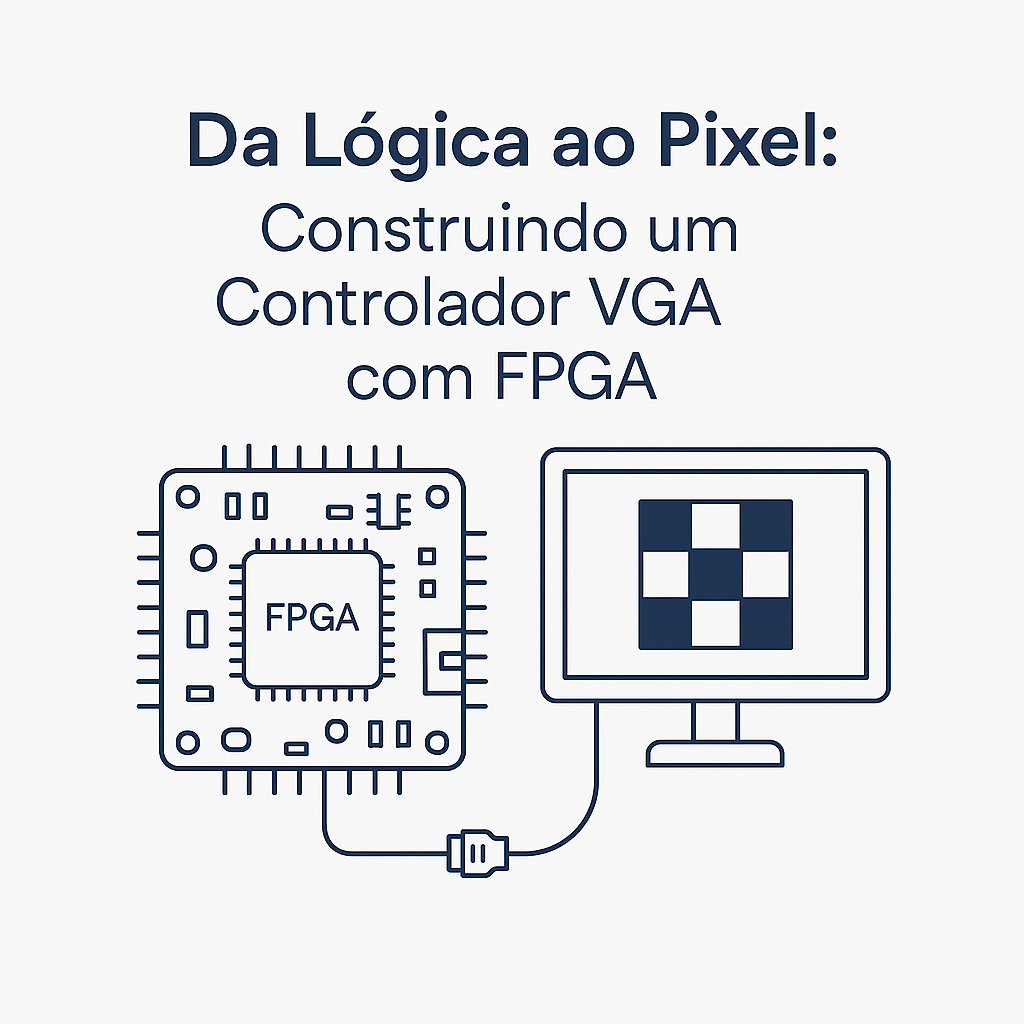 Da Lógica ao Pixel:
Construindo um
Controlador VGA
com FPGA
FPGA